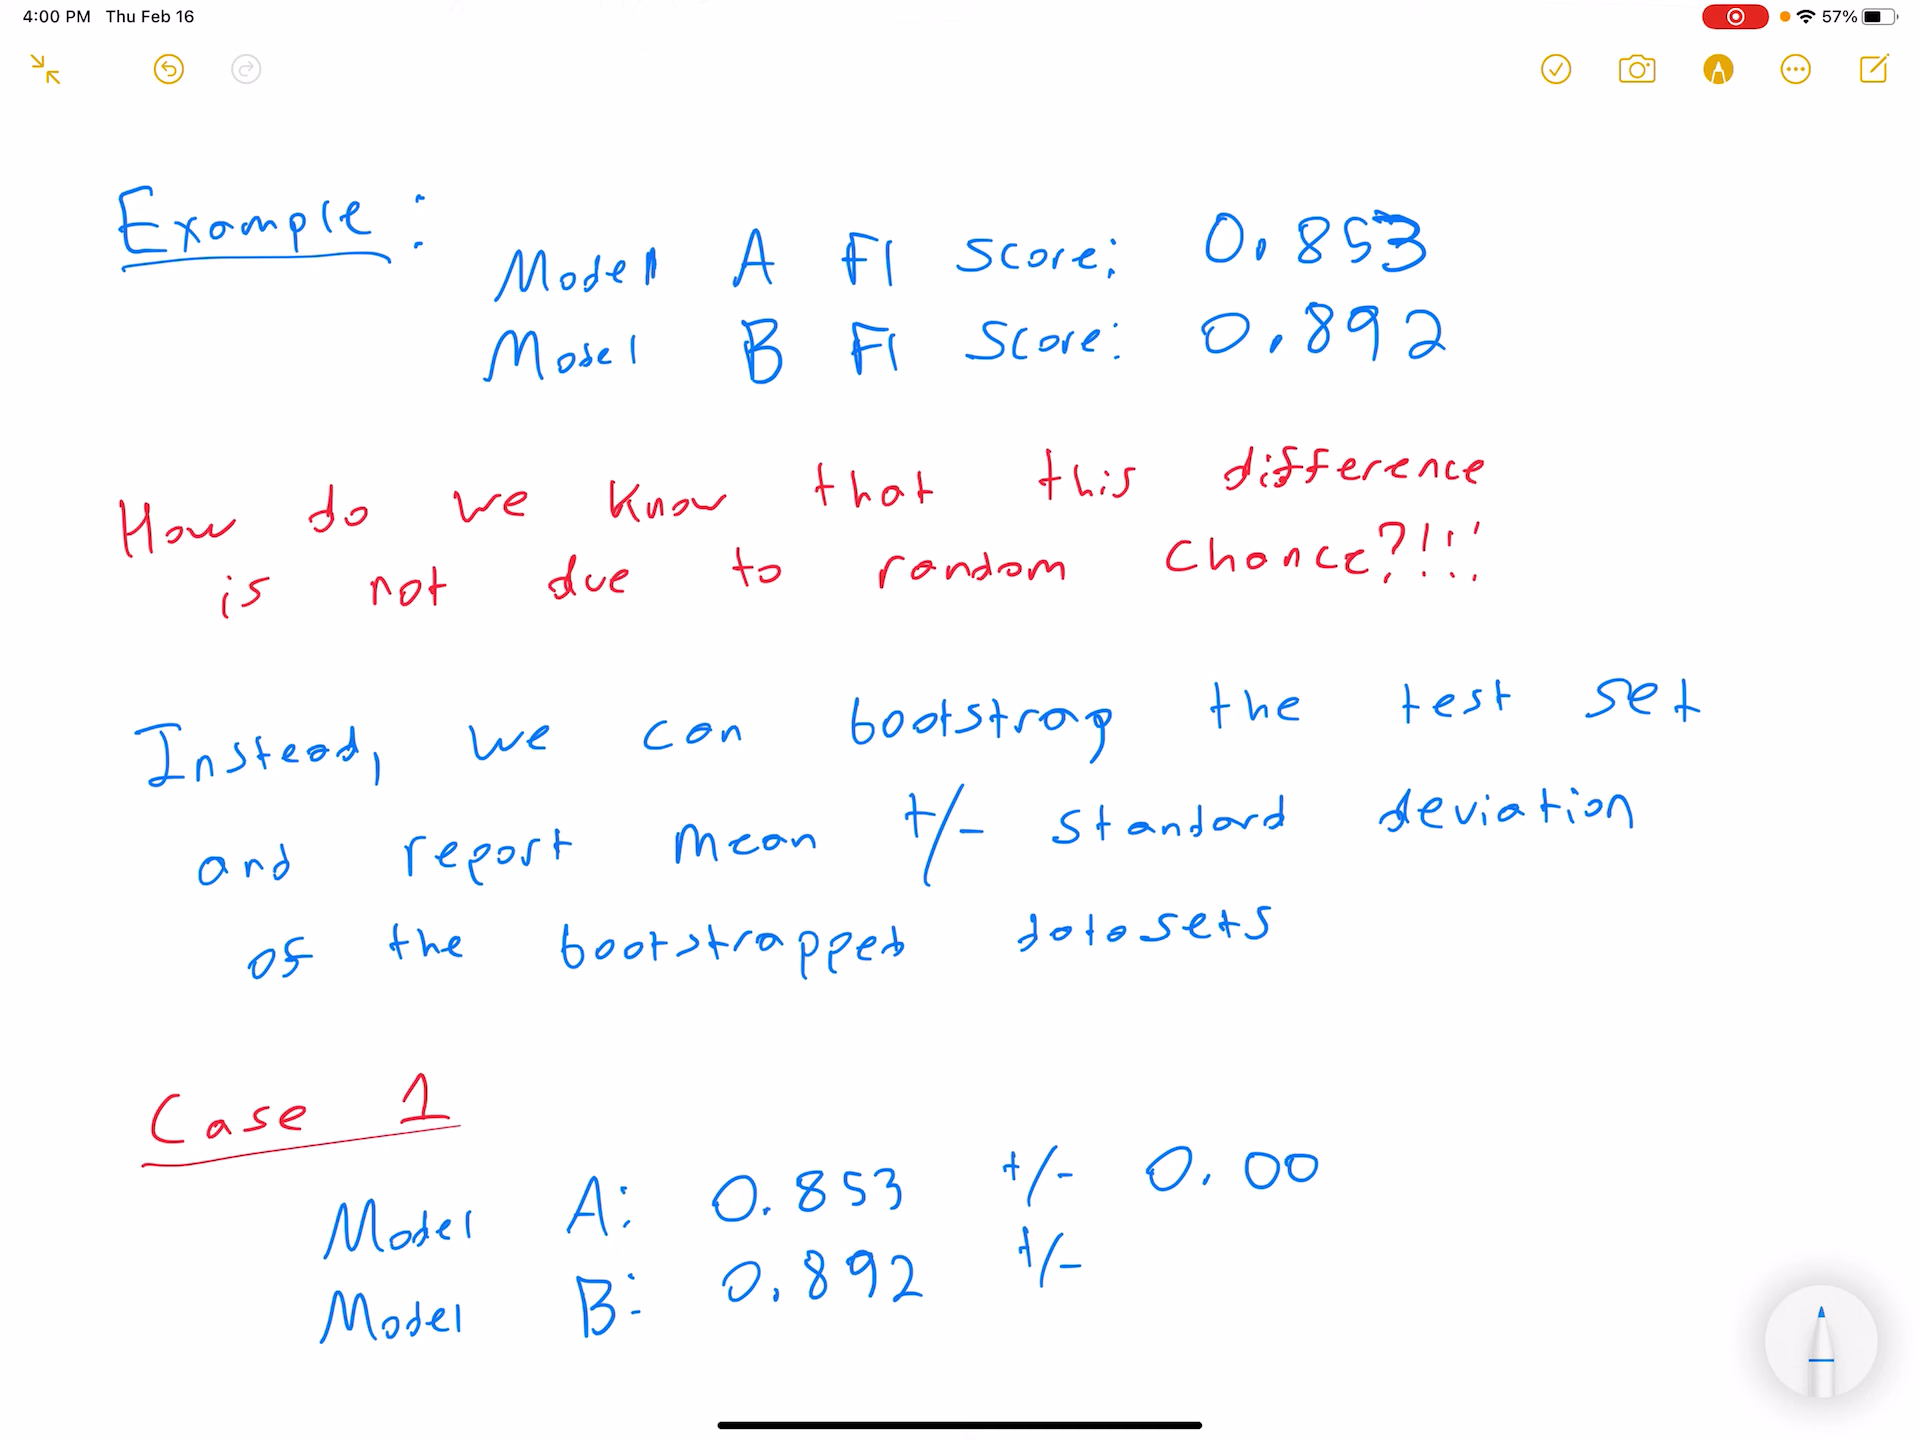 4:00 PM Thu Feb 16
57%
Example:
Model A F1 Score: 0.853
Model B F1 Score: 0.892
How do we know that this difference
is not due to random chance?!!!
Instead, we can bootstrap the test set
and report mean +/- standard deviation
of the bootstrapped datasets
Case 1
Model A: 0.853 +/- 0.00
Model B: 0.892 +/-